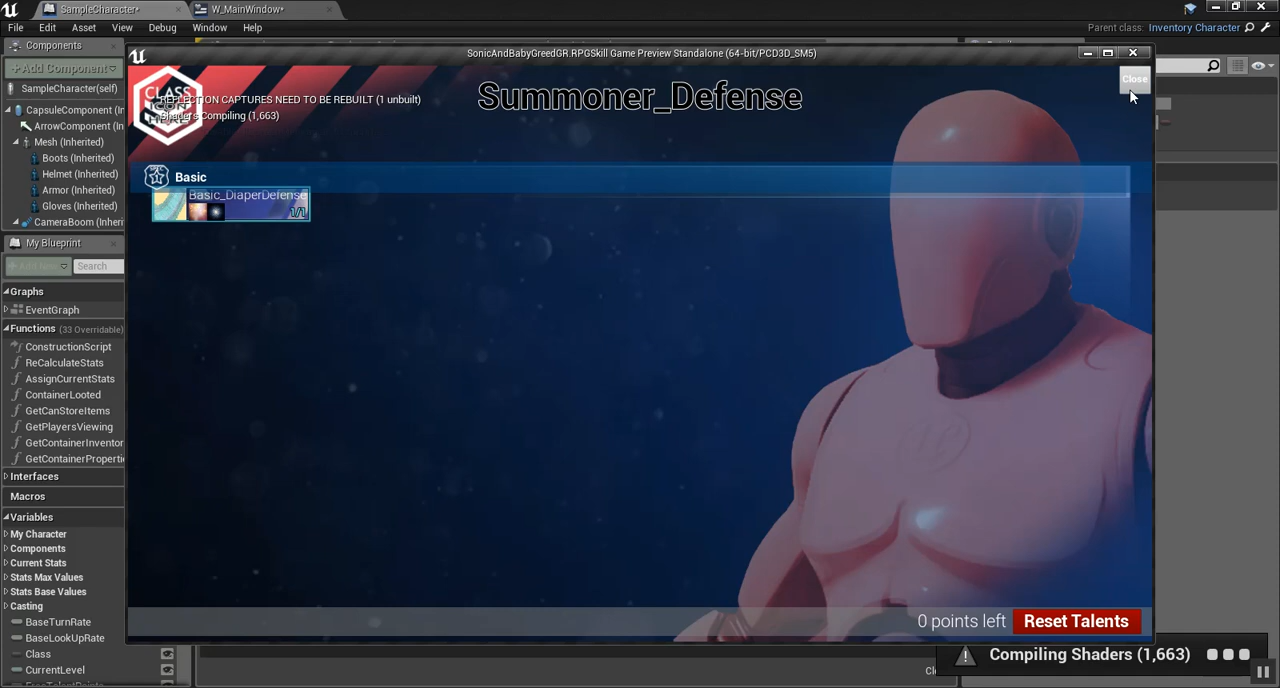 SampleCharacter*
W_MainWindow*
File Edit Asset View Debug Window Help
Parent class: Inventory Character
Components
+Add Component
SampleCharacter(self)
CapsuleComponent (In
ArrowComponent (In
Mesh (Inherited)
Boots (Inherited)
Helmet (Inherited)
Armor (Inherited)
Gloves (Inherited)
CameraBoom (Inheri
My Blueprint
Search
Graphs
EventGraph
Functions (33 Overridable)
ConstructionScript
ReCalculateStats
AssignCurrentStats
ContainerLooted
GetCanStoreItems
GetPlayersViewing
GetContainerInventor
GetContainerProperti
Interfaces
Macros
Variables
My Character
Components
Current Stats
Stats Max Values
Stats Base Values
Casting
BaseTurnRate
BaseLookUpRate
Class
CurrentLevel
FreeTalentPoints
SonicAndBabyGreedGR.RPGSkill Game Preview Standalone (64-bit/PCD3D_SM5)
Close
CLASS
ICON
HERE
REFLECTION CAPTURES NEED TO BE REBUILT (1 unbuilt)
Shaders Compiling (1,663)
Summoner_Defense
Basic
Basic_DiaperDefense
1/1
0 points left
Reset Talents
Compiling Shaders (1,663)